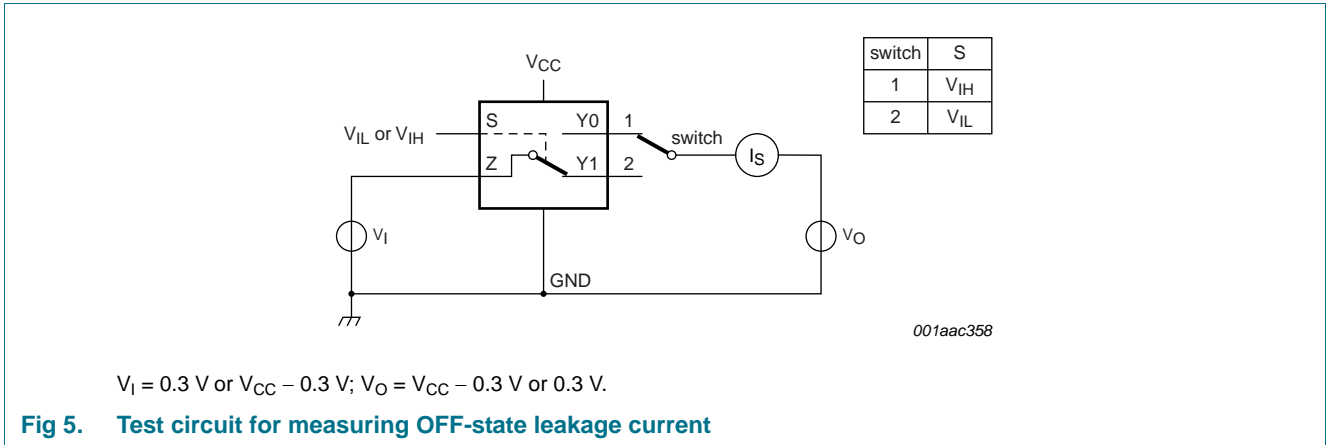 VCC
switch S
1 VIH
2 VIL
VIL or VIH
S Y0 1
switch
IS
Z Y1 2
VI
VO
GND
001aac358
VI = 0.3 V or VCC − 0.3 V; VO = VCC − 0.3 V or 0.3 V.
Fig 5. Test circuit for measuring OFF-state leakage current